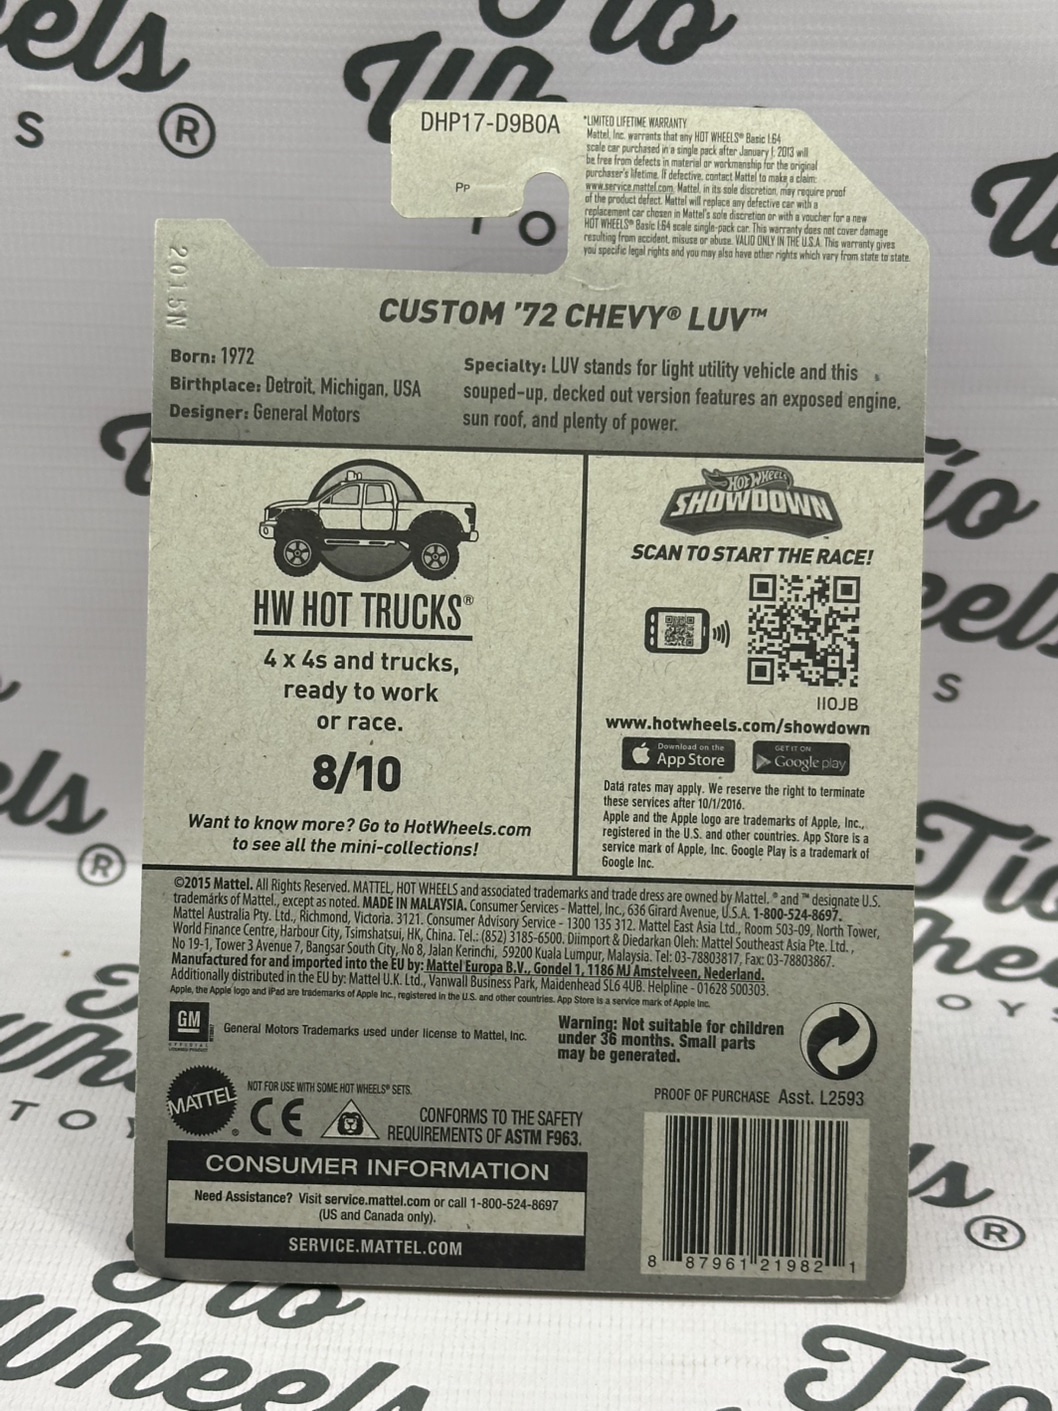 DHP17-D9B0A
Pp
*LIMITED LIFETIME WARRANTY
Mattel, Inc. warrants that any HOT WHEELS® Basic 1:64
scale car purchased in a single pack after January 1, 2013 will
be free from defects in material or workmanship for the original
purchaser's lifetime. If defective, contact Mattel to make a claim:
www.service.mattel.com. Mattel, in its sole discretion, may require proof
of the product defect. Mattel will replace any defective car with a
replacement car chosen in Mattel's sole discretion or with a voucher for a new
HOT WHEELS® Basic 1:64 scale single-pack car. This warranty does not cover damage
resulting from accident, misuse or abuse. VALID ONLY IN THE U.S.A. This warranty gives
you specific legal rights and you may also have other rights which vary from state to state.
2015N
CUSTOM '72 CHEVY® LUV™
Born: 1972
Birthplace: Detroit, Michigan, USA
Designer: General Motors
Specialty: LUV stands for light utility vehicle and this
souped-up, decked out version features an exposed engine,
sun roof, and plenty of power.
HW HOT TRUCKS®
4 x 4s and trucks,
ready to work
or race.
8/10
Want to know more? Go to HotWheels.com
to see all the mini-collections!
Hot Wheels
SHOWDOWN™
SCAN TO START THE RACE!
IIOJB
www.hotwheels.com/showdown
Download on the
App Store
GET IT ON
Google play
Data rates may apply. We reserve the right to terminate
these services after 10/1/2016.
Apple and the Apple logo are trademarks of Apple, Inc.,
registered in the U.S. and other countries. App Store is a
service mark of Apple, Inc. Google Play is a trademark of
Google Inc.
©2015 Mattel. All Rights Reserved. MATTEL, HOT WHEELS and associated trademarks and trade dress are owned by Mattel. ® and ™ designate U.S.
trademarks of Mattel., except as noted. MADE IN MALAYSIA. Consumer Services - Mattel, Inc., 636 Girard Avenue, U.S.A. 1-800-524-8697.
Mattel Australia Pty. Ltd., Richmond, Victoria. 3121. Consumer Advisory Service - 1300 135 312. Mattel East Asia Ltd., Room 503-09, North Tower,
World Finance Centre, Harbour City, Tsimshatsui, HK, China. Tel.: (852) 3185-6500. Diimport & Diedarkan Oleh: Mattel Southeast Asia Pte. Ltd.,
No 19-1, Tower 3 Avenue 7, Bangsar South City, No 8, Jalan Kerinchi, 59200 Kuala Lumpur, Malaysia. Tel: 03-78803817, Fax: 03-78803867.
Manufactured for and imported into the EU by: Mattel Europa B.V., Gondel 1, 1186 MJ Amstelveen, Nederland.
Additionally distributed in the EU by: Mattel U.K. Ltd., Vanwall Business Park, Maidenhead SL6 4UB. Helpline - 01628 500303.
Apple, the Apple logo and iPad are trademarks of Apple Inc., registered in the U.S. and other countries. App Store is a service mark of Apple Inc.
GM
OFFICIAL
LICENSED PRODUCT
General Motors Trademarks used under license to Mattel, Inc.
Warning: Not suitable for children
under 36 months. Small parts
may be generated.
MATTEL
®
NOT FOR USE WITH SOME HOT WHEELS® SETS.
CE
CONFORMS TO THE SAFETY
REQUIREMENTS OF ASTM F963.
PROOF OF PURCHASE Asst. L2593
CONSUMER INFORMATION
Need Assistance? Visit service.mattel.com or call 1-800-524-8697
(US and Canada only).
SERVICE.MATTEL.COM
8 87961 21982 1
Tio
Wheels
TOYS
®